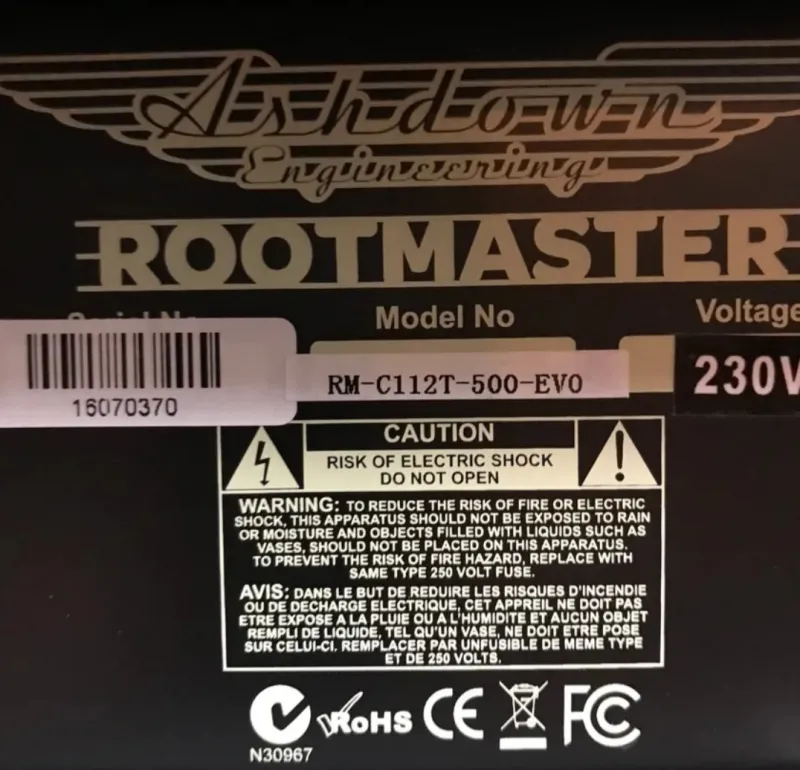 Ashdown
Engineering
ROOTMASTER
Serial No
Model No
Voltage
16070370
RM-C112T-500-EVO
230V
CAUTION
RISK OF ELECTRIC SHOCK
DO NOT OPEN
WARNING: TO REDUCE THE RISK OF FIRE OR ELECTRIC
SHOCK, THIS APPARATUS SHOULD NOT BE EXPOSED TO RAIN
OR MOISTURE AND OBJECTS FILLED WITH LIQUIDS SUCH AS
VASES, SHOULD NOT BE PLACED ON THIS APPARATUS.
TO PREVENT THE RISK OF FIRE HAZARD, REPLACE WITH
SAME TYPE 250 VOLT FUSE.
AVIS: DANS LE BUT DE REDUIRE LES RISQUES D'INCENDIE
OU DE DECHARGE ELECTRIQUE, CET APPREIL NE DOIT PAS
ETRE EXPOSE A LA PLUIE OU A L'HUMIDITE ET AUCUN OBJET
REMPLI DE LIQUIDE, TEL QU'UN VASE, NE DOIT ETRE POSE
SUR CELUI-CI. REMPLACER PAR UNFUSIBLE DE MEME TYPE
ET DE 250 VOLTS.
RoHS CE FC
N30967